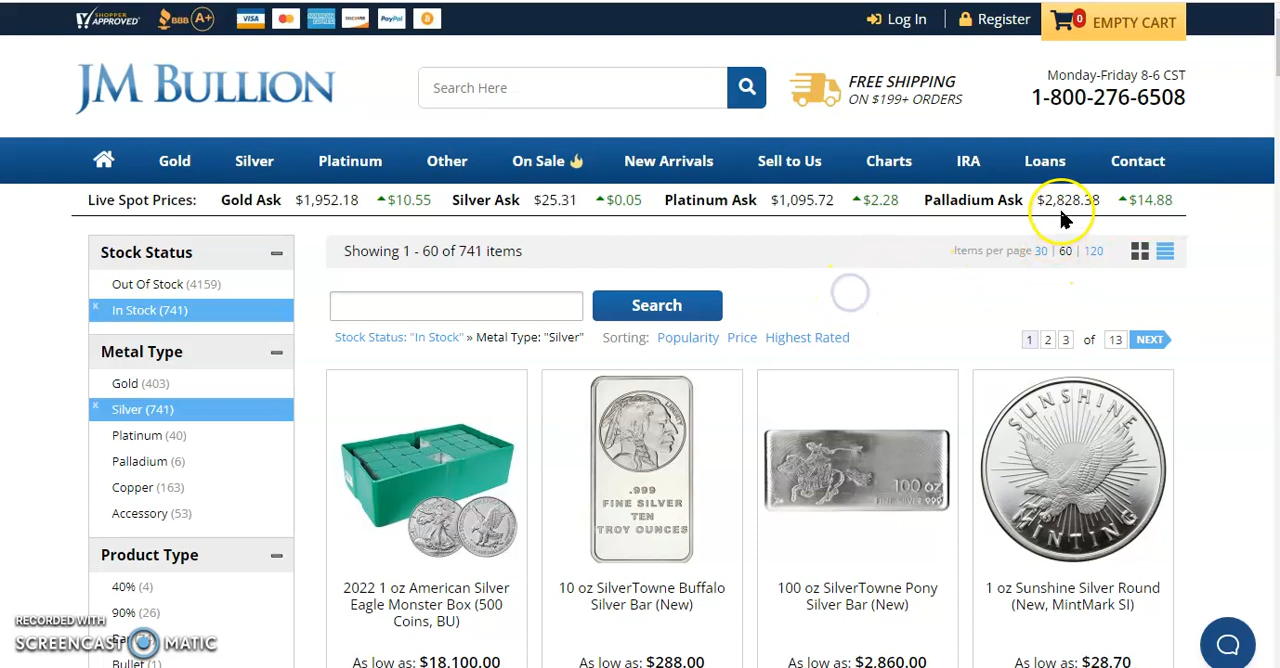 SHOPPER APPROVED BBB A+ VISA PayPal Log In Register 0 EMPTY CART
JM BULLION
Search Here
FREE SHIPPING
ON $199+ ORDERS
Monday-Friday 8-6 CST
1-800-276-6508
Gold Silver Platinum Other On Sale New Arrivals Sell to Us Charts IRA Loans Contact
Live Spot Prices: Gold Ask $1,952.18 $10.55 Silver Ask $25.31 $0.05 Platinum Ask $1,095.72 $2.28 Palladium Ask $2,828.38 $14.88
Stock Status
Out Of Stock (4159)
x In Stock (741)
Metal Type
Gold (403)
x Silver (741)
Platinum (40)
Palladium (6)
Copper (163)
Accessory (53)
Product Type
40% (4)
90% (26)
Bullet (1)
RECORDED WITH
SCREENCAST MATIC
Showing 1 - 60 of 741 items
Items per page 30 | 60 | 120
Search
Stock Status: "In Stock" » Metal Type: "Silver" Sorting: Popularity Price Highest Rated
1 2 3 of 13 NEXT
2022 1 oz American Silver
Eagle Monster Box (500
Coins, BU)
As low as: $18,100.00
LIBERTY
.999
FINE SILVER
TEN
TROY OUNCES
10 oz SilverTowne Buffalo
Silver Bar (New)
As low as: $288.00
100 oz
FINE SILVER 999
100 oz SilverTowne Pony
Silver Bar (New)
As low as: $2,860.00
SUNSHINE
MINTING
1 oz Sunshine Silver Round
(New, MintMark SI)
As low as: $28.70